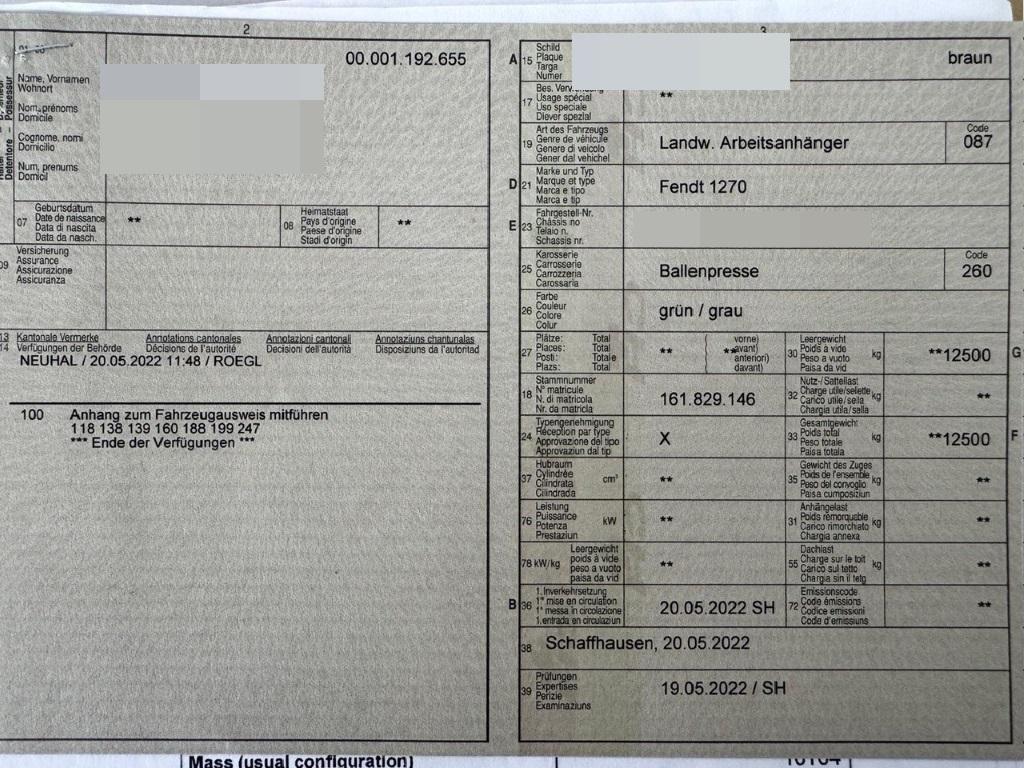 2
00.001.192.655
Name, Vornamen
Wohnort
Nom, prénoms
Domicile
Cognome, nomi
Domicilio
Num, prenums
Domicil
07
Geburtsdatum
Date de naissance
Data di nascita
Data da nasch.
**
08
Heimatstaat
Pays d'origine
Paese d'origine
Stadi d'origin
**
09
Versicherung
Assurance
Assicurazione
Assicuranza
13 Kantonale Vermerke Annotations cantonales Annotazioni cantonali Annotaziuns chantunalas
14 Verfügungen der Behörde Décisions de l'autorité Decisioni dell'autorità Disposiziuns da l'autoritad
NEUHAL / 20.05.2022 11:48 / ROEGL
100 Anhang zum Fahrzeugausweis mitführen
118 138 139 160 188 199 247
*** Ende der Verfügungen ***
3
A 15
Schild
Plaque
Targa
Numer
braun
17
Usage spécial
Uso speciale
Diever spezial
**
19
Art des Fahrzeugs
Genre de véhicule
Genere di veicolo
Gener dal vehichel
Landw. Arbeitsanhänger
Code
087
D 21
Marke und Typ
Marque et type
Marca e tipo
Marca e tip
Fendt 1270
E 23
Fahrgestell-Nr.
Châssis no
Telaio n.
Schassis nr.
25
Karosserie
Carrosserie
Carrozzeria
Carossaria
Ballenpresse
Code
260
26
Farbe
Couleur
Colore
Colur
grün / grau
27
Plätze: Total
Places: Total
Posti: Totale
Plazs: Total
**
vorne)
avant)
anteriori)
davant)
**
30
Leergewicht
Poids à vide
Peso a vuoto
Paisa da vid
kg
**12500
G
18
Stammnummer
N° matricule
N. di matricola
Nr. da matricla
161.829.146
32
Nutz-/Sattellast
Charge utile/sellette
Carico utile/sella
Chargia utila/sella
kg
**
24
Typengenehmigung
Réception par type
Approvazione del tipo
Approvaziun dal tip
X
33
Gesamtgewicht
Poids total
Peso totale
Paisa totala
kg
**12500
F
37
Hubraum
Cylindrée
Cilindrata
Cilindrada
cm³
**
35
Gewicht des Zuges
Poids de l'ensemble
Peso del convoglio
Paisa cumposiziun
kg
**
76
Leistung
Puissance
Potenza
Prestaziun
kW
**
31
Anhängelast
Poids remorquable
Carico rimorchiato
Chargia annexa
kg
**
78 kW/kg
Leergewicht
poids à vide
peso a vuoto
paisa da vid
**
55
Dachlast
Charge sur le toit
Carico sul tetto
Chargia sin il tetg
kg
**
B 36
1. Inverkehrsetzung
1re mise en circulation
1a messa in circolazione
1. entrada en circulaziun
20.05.2022 SH
72
Emissionscode
Code émissions
Codice emissioni
Code d'emissiuns
**
38
Schaffhausen, 20.05.2022
39
Prüfungen
Expertises
Perizie
Examinaziuns
19.05.2022 / SH
Mass (usual configuration)